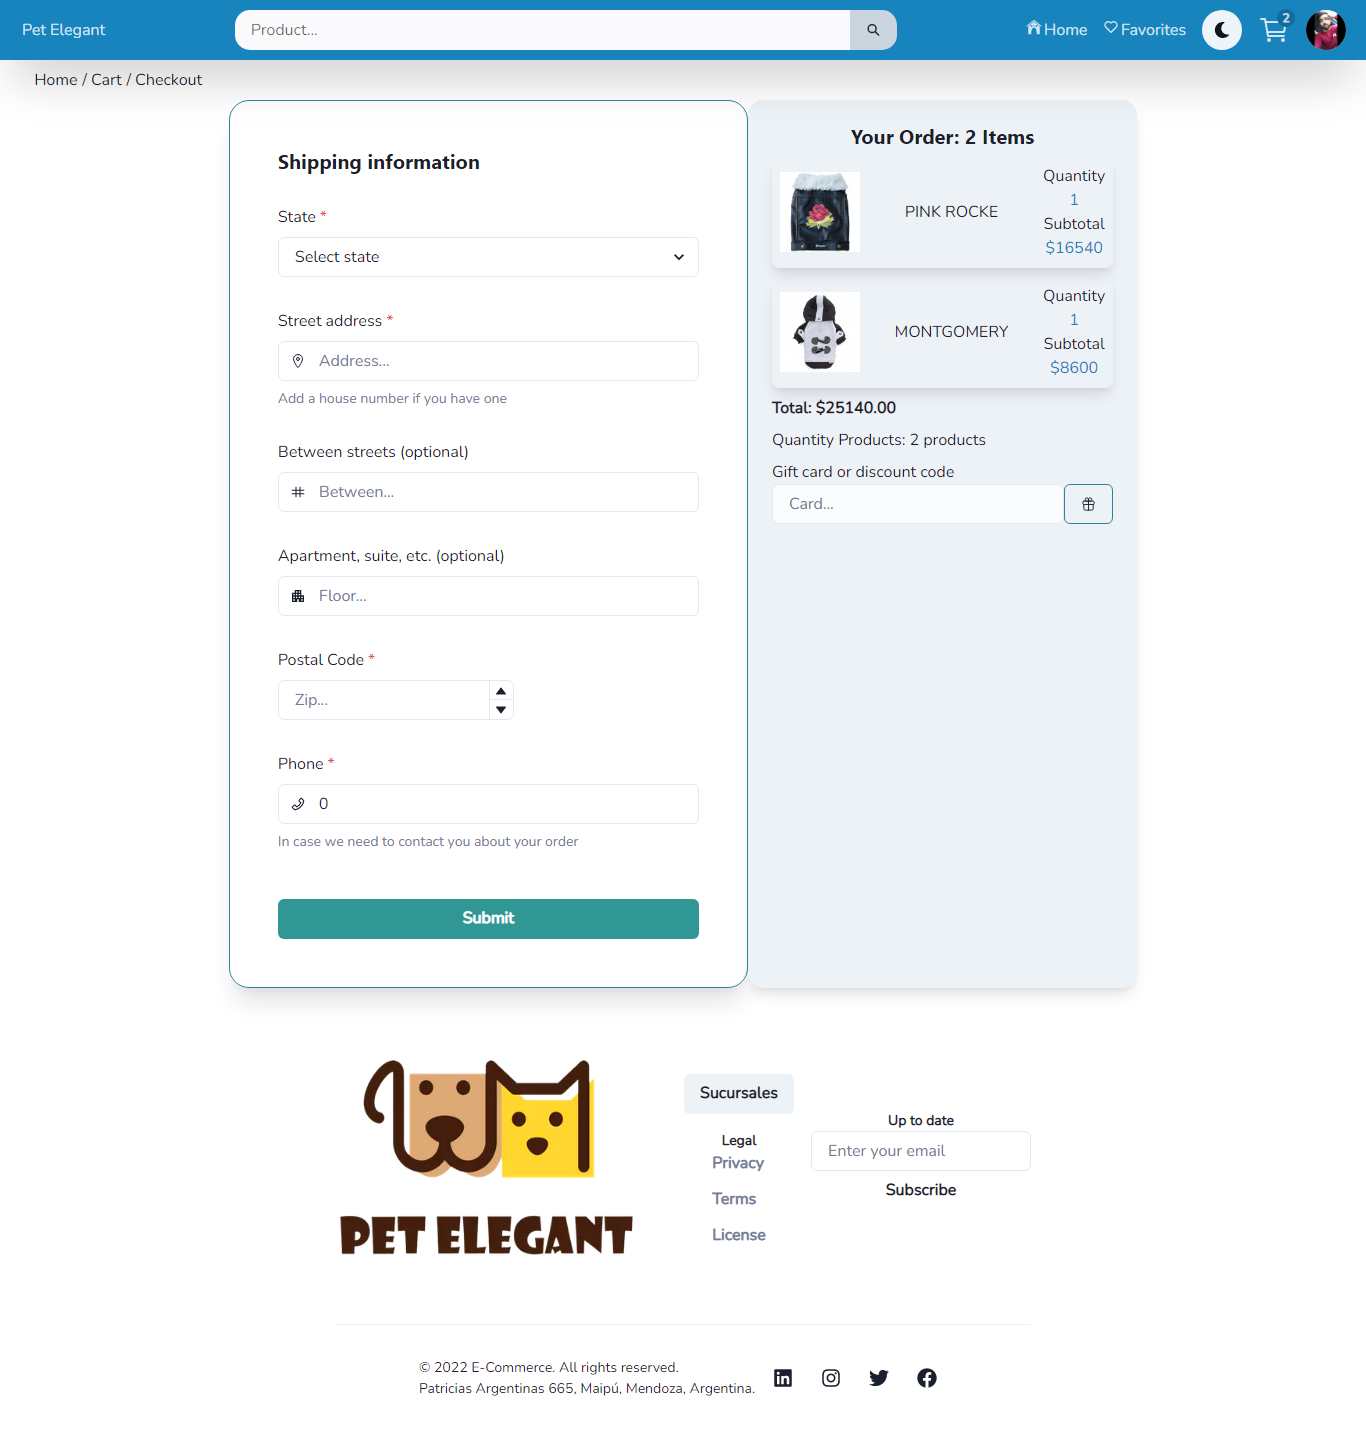 Pet Elegant
Product...
Home
Favorites
2
Home / Cart / Checkout
Shipping information
State *
Select state
Street address *
Address...
Add a house number if you have one
Between streets (optional)
Between...
Apartment, suite, etc. (optional)
Floor...
Postal Code *
Zip...
Phone *
0
In case we need to contact you about your order
Submit
Your Order: 2 Items
PINK ROCKE
Quantity
1
Subtotal
$16540
MONTGOMERY
Quantity
1
Subtotal
$8600
Total: $25140.00
Quantity Products: 2 products
Gift card or discount code
Card...
PET ELEGANT
Sucursales
Legal
Privacy
Terms
License
Up to date
Enter your email
Subscribe
© 2022 E-Commerce. All rights reserved.
Patricias Argentinas 665, Maipú, Mendoza, Argentina.